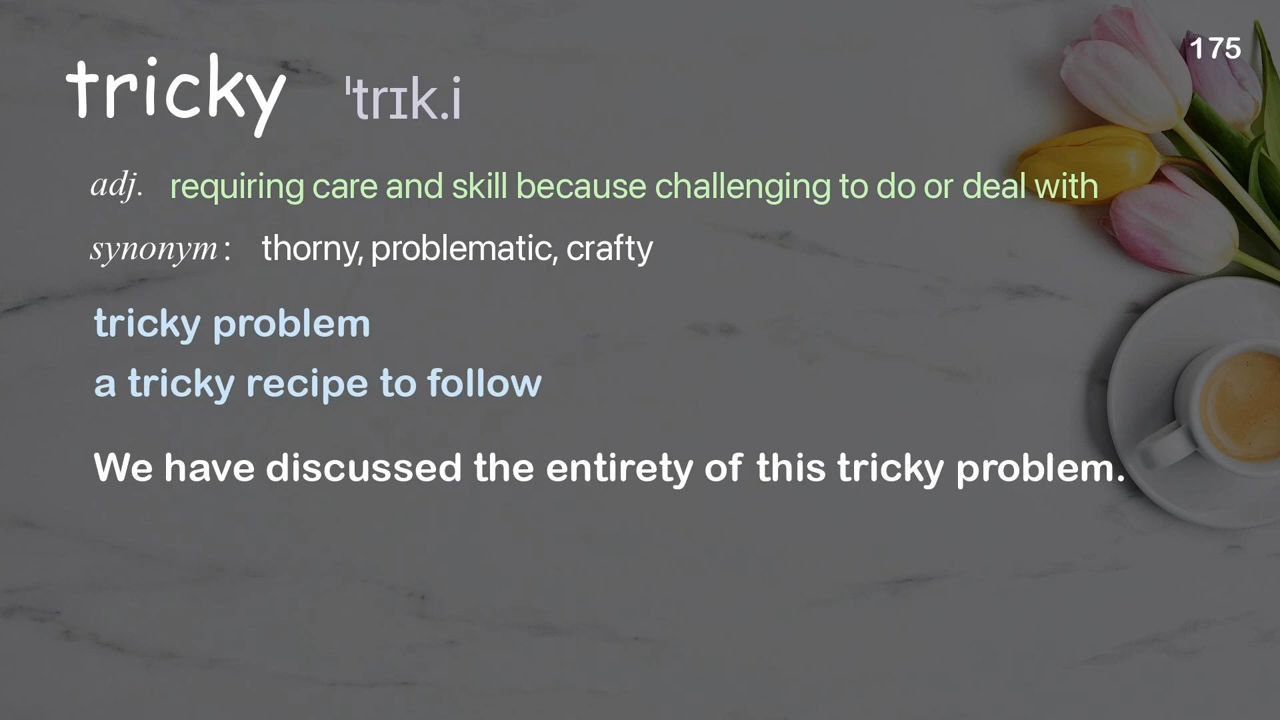 175
tricky ˈtrɪk.i
adj. requiring care and skill because challenging to do or deal with
synonym: thorny, problematic, crafty
tricky problem
a tricky recipe to follow
We have discussed the entirety of this tricky problem.